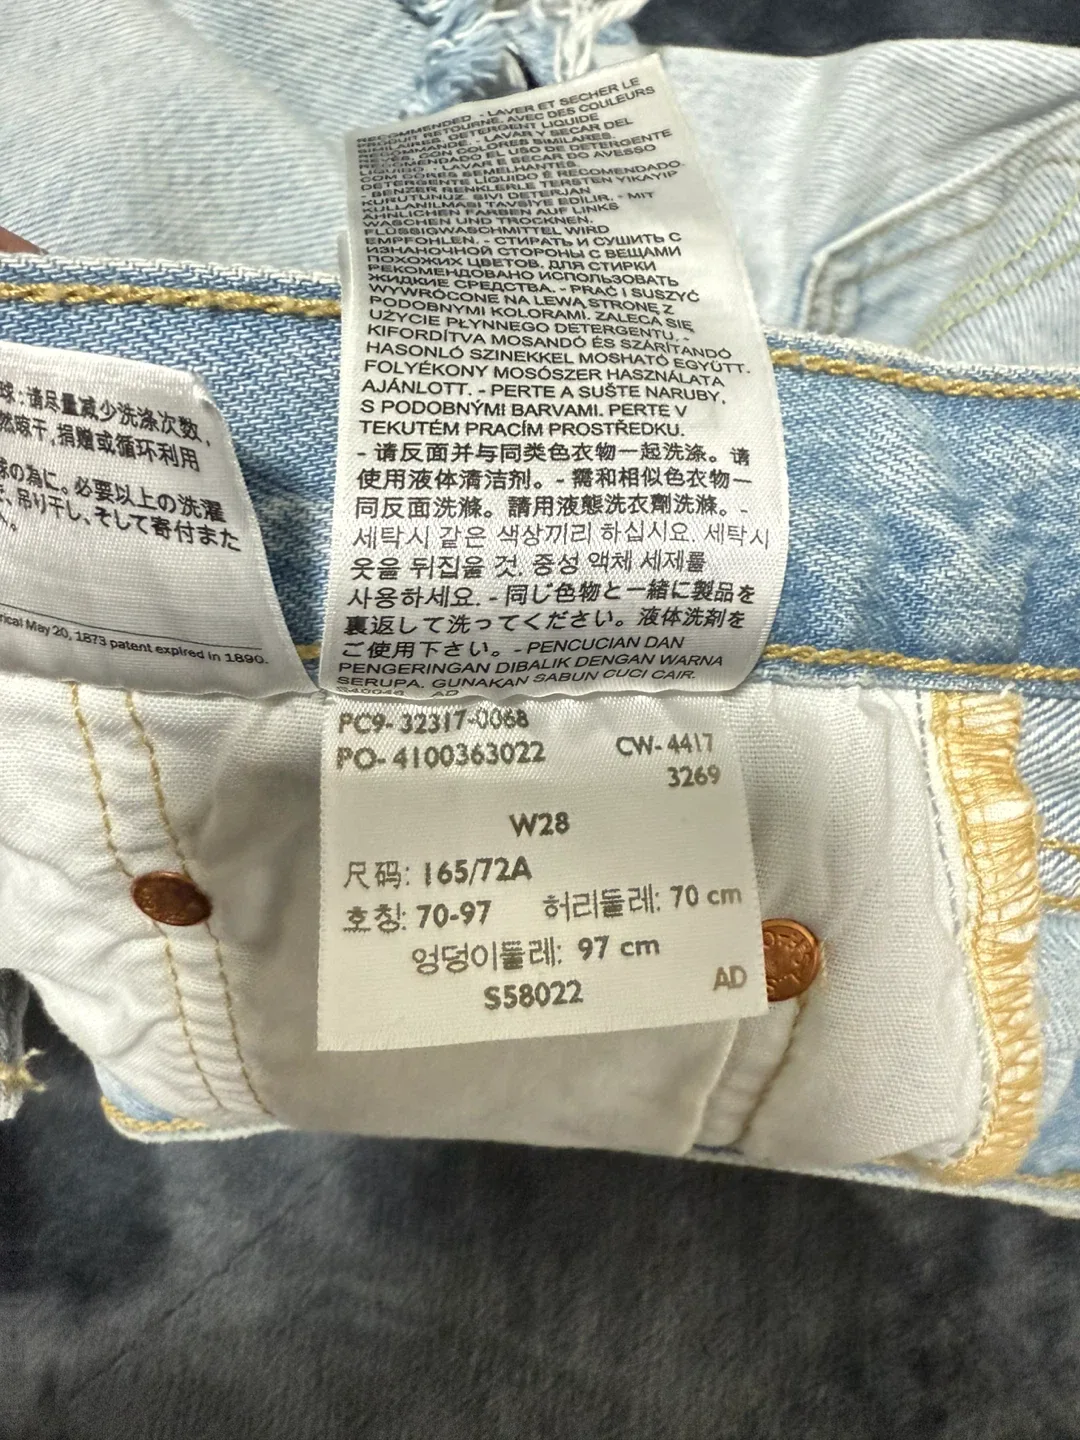 RECOMMENDED - LAVER ET SECHER LE
PRODUIT RETOURNE, AVEC DES COULEURS
SIMILAIRES. DETERGENT LIQUIDE
RECOMMANDE. - LAVAR Y SECAR DEL
REVÉS, CON COLORES SIMILARES.
RECOMENDADO EL USO DE DETERGENTE
LÍQUIDO. - LAVAR E SECAR DO AVESSO
COM CORES SEMELHANTES.
DETERGENTE LÍQUIDO É RECOMENDADO.
- BENZER RENKLERLE TERSTEN YIKAYIP
KURUTUNUZ. SIVI DETERJAN
KULLANILMASI TAVSİYE EDİLİR. - MIT
ÄHNLICHEN FARBEN AUF LINKS
WASCHEN UND TROCKNEN.
FLÜSSIGWASCHMITTEL WIRD
EMPFOHLEN. - СТИРАТЬ И СУШИТЬ С
ИЗНАНОЧНОЙ СТОРОНЫ С ВЕЩАМИ
ПОХОЖИХ ЦВЕТОВ. ДЛЯ СТИРКИ
РЕКОМЕНДОВАНО ИСПОЛЬЗОВАТЬ
ЖИДКИЕ СРЕДСТВА. - PRAĆ I SUSZYĆ
WYWRÓCONE NA LEWĄ STRONĘ Z
PODOBNYMI KOLORAMI. ZALECA SIĘ
UŻYCIE PŁYNNEGO DETERGENTU. -
KIFORDÍTVA MOSANDÓ ÉS SZÁRÍTANDÓ
HASONLÓ SZINEKKEL MOSHATÓ EGYÜTT.
FOLYÉKONY MOSÓSZER HASZNÁLATA
AJÁNLOTT. - PERTE A SUŠTE NARUBY,
S PODOBNÝMI BARVAMI. PERTE V
TEKUTÉM PRACÍM PROSTŘEDKU.
- 请反面并与同类色衣物一起洗涤。请
使用液体清洁剂。- 需和相似色衣物一
同反面洗滌。請用液態洗衣劑洗滌。-
세탁시 같은 색상끼리 하십시요. 세탁시
옷을 뒤집을 것. 중성 액체 세제를
사용하세요. - 同じ色物と一緒に製品を
裏返して洗ってください。液体洗剤を
ご使用下さい。- PENCUCIAN DAN
PENGERINGAN DIBALIK DENGAN WARNA
SERUPA. GUNAKAN SABUN CUCI CAIR.
S40046 AD
球:请尽量减少洗涤次数,
然晾干,捐赠或循环利用
球の為に。必要以上の洗濯
、吊り干し、そして寄付また
ん。
rical May 20, 1873 patent expired in 1890.
PC9-32317-0068
PO-4100363022 CW-4417
3269
W28
尺码: 165/72A
호칭: 70-97 허리둘레: 70 cm
엉덩이둘레: 97 cm
S58022 AD